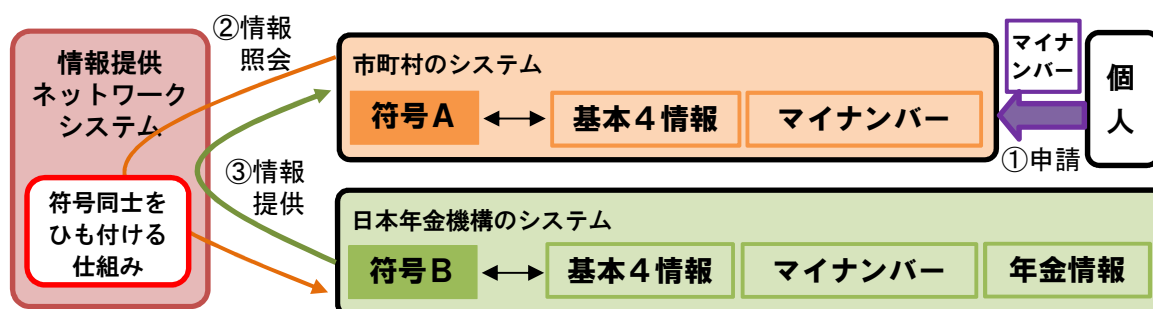 ②情報
照会
情報提供
ネットワーク
システム
符号同士を
ひも付ける
仕組み
③情報
提供
市町村のシステム
符号A
基本４情報
マイナンバー
マイナ
ンバー
個
人
①申請
日本年金機構のシステム
符号B
基本４情報
マイナンバー
年金情報